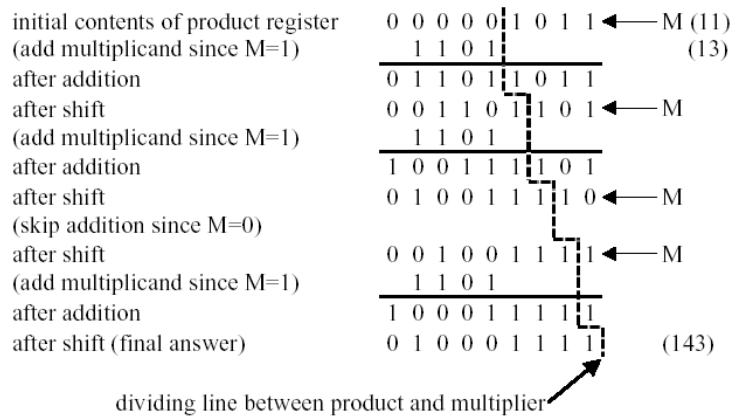 initial contents of product register 0 0 0 0 0 1 0 1 1 M (11)
(add multiplicand since M=1) 1 1 0 1 (13)
after addition 0 1 1 0 1 1 0 1 1
after shift 0 0 1 1 0 1 1 0 1 M
(add multiplicand since M=1) 1 1 0 1
after addition 1 0 0 1 1 1 1 0 1
after shift 0 1 0 0 1 1 1 1 0 M
(skip addition since M=0)
after shift 0 0 1 0 0 1 1 1 1 M
(add multiplicand since M=1) 1 1 0 1
after addition 1 0 0 0 1 1 1 1 1
after shift (final answer) 0 1 0 0 0 1 1 1 1 (143)
dividing line between product and multiplier